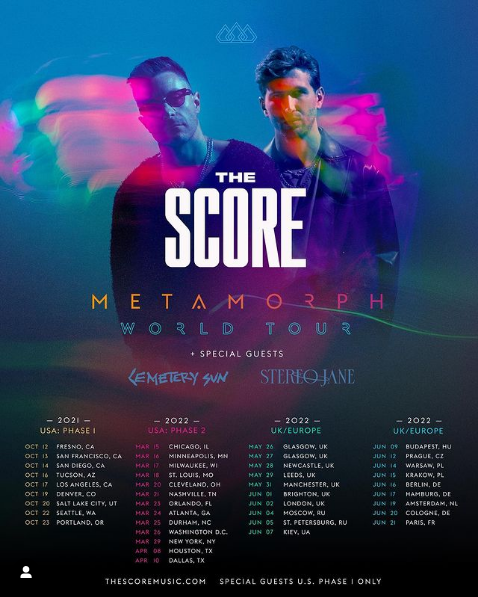 THE
SCORE
METAMORPH
WORLD TOUR
+ SPECIAL GUESTS
CEMETERY SUN
STEREO JANE
— 2021 —
USA: PHASE 1
OCT 12 FRESNO, CA
OCT 13 SAN FRANCISCO, CA
OCT 14 SAN DIEGO, CA
OCT 16 TUCSON, AZ
OCT 17 LOS ANGELES, CA
OCT 19 DENVER, CO
OCT 20 SALT LAKE CITY, UT
OCT 22 SEATTLE, WA
OCT 23 PORTLAND, OR
— 2022 —
USA: PHASE 2
MAR 15 CHICAGO, IL
MAR 16 MINNEAPOLIS, MN
MAR 17 MILWAUKEE, WI
MAR 18 ST. LOUIS, MO
MAR 20 CLEVELAND, OH
MAR 21 NASHVILLE, TN
MAR 23 ORLANDO, FL
MAR 24 ATLANTA, GA
MAR 25 DURHAM, NC
MAR 26 WASHINGTON D.C.
MAR 29 NEW YORK, NY
APR 08 HOUSTON, TX
APR 10 DALLAS, TX
— 2022 —
UK/EUROPE
MAY 26 GLASGOW, UK
MAY 27 GLASGOW, UK
MAY 28 NEWCASTLE, UK
MAY 29 LEEDS, UK
MAY 31 MANCHESTER, UK
JUN 01 BRIGHTON, UK
JUN 02 LONDON, UK
JUN 04 MOSCOW, RU
JUN 05 ST. PETERSBURG, RU
JUN 07 KIEV, UA
— 2022 —
UK/EUROPE
JUN 09 BUDAPEST, HU
JUN 12 PRAGUE, CZ
JUN 14 WARSAW, PL
JUN 15 KRAKOW, PL
JUN 16 BERLIN, DE
JUN 17 HAMBURG, DE
JUN 19 AMSTERDAM, NL
JUN 20 COLOGNE, DE
JUN 21 PARIS, FR
THESCOREMUSIC.COM SPECIAL GUESTS U.S. PHASE 1 ONLY